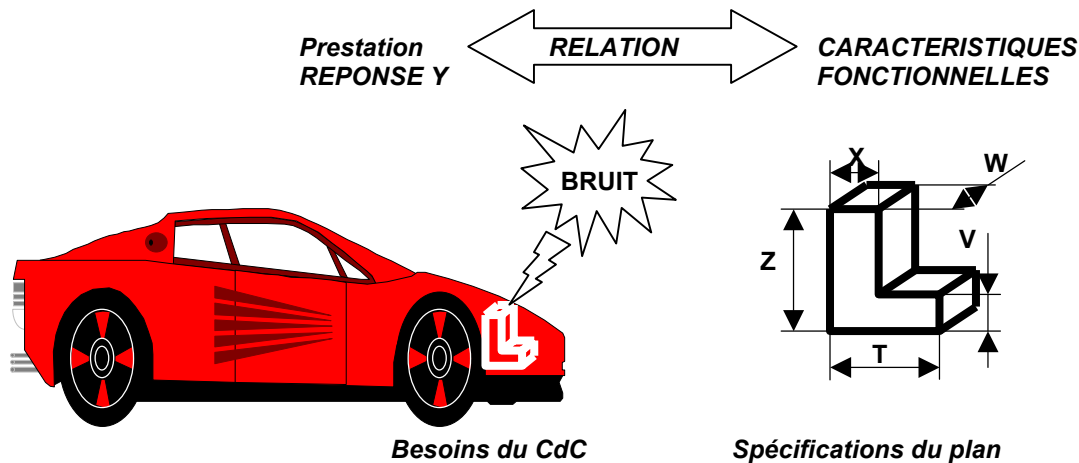 Prestation
REPONSE Y
RELATION
CARACTERISTIQUES
FONCTIONNELLES
BRUIT
X
W
Z
V
T
Besoins du CdC
Spécifications du plan